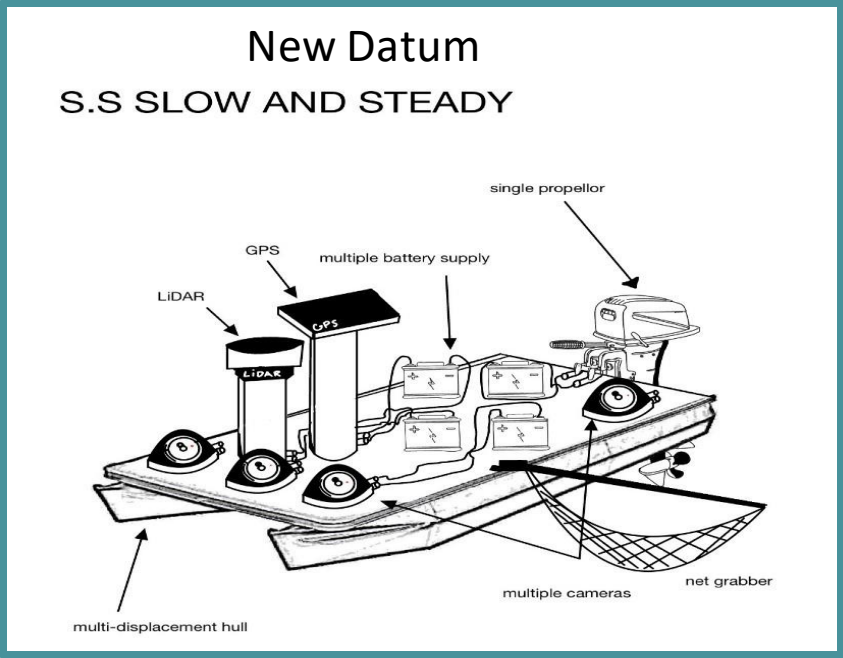 New Datum
S.S SLOW AND STEADY
single propellor
GPS
multiple battery supply
LiDAR
GPS
LiDAR
multiple cameras
net grabber
multi-displacement hull